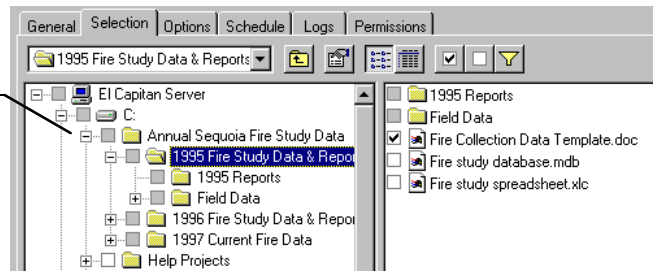 General Selection Options Schedule Logs Permissions
1995 Fire Study Data & Reports
El Capitan Server
C:
Annual Sequoia Fire Study Data
1995 Fire Study Data & Repor
1995 Reports
Field Data
1996 Fire Study Data & Repor
1997 Current Fire Data
Help Projects
1995 Reports
Field Data
Fire Collection Data Template.doc
Fire study database.mdb
Fire study spreadsheet.xlc